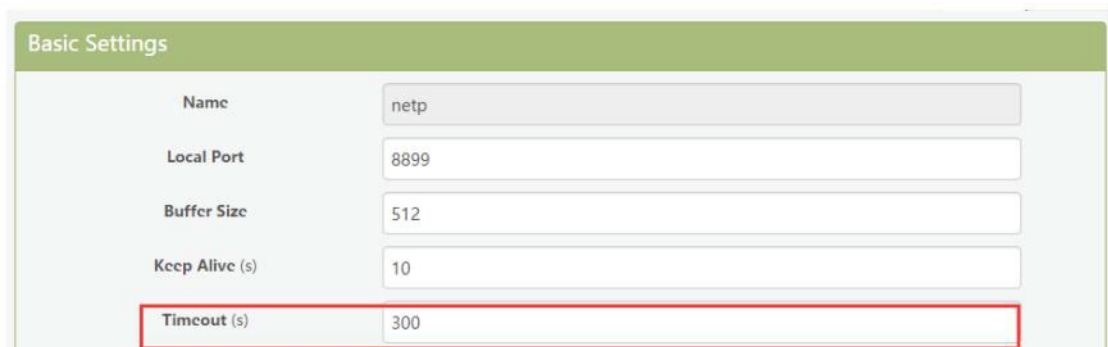 Basic Settings
Name netp
Local Port 8899
Buffer Size 512
Keep Alive (s) 10
Timeout (s) 300